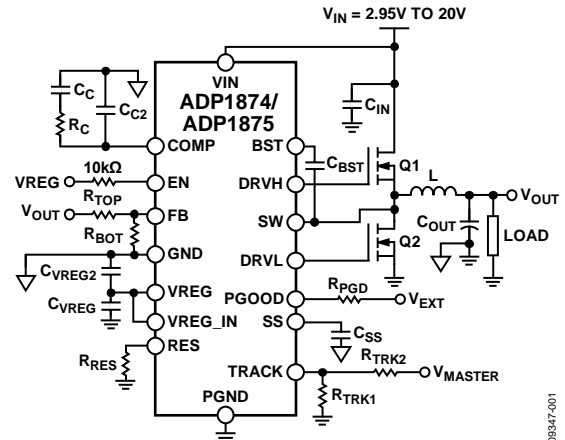 VIN = 2.95V TO 20V
VIN
ADP1874/
ADP1875
CC
CC2
RC
CIN
COMP
BST
CBST
Q1
10kΩ
VREG
EN
DRVH
L
VOUT
RTOP
VOUT
FB
SW
COUT
LOAD
RBOT
Q2
GND
DRVL
CVREG2
RPGD
VREG
PGOOD
VEXT
CVREG
VREG_IN
SS
CSS
RES
RRES
TRACK
RTRK2
VMASTER
PGND
RTRK1
09347-001